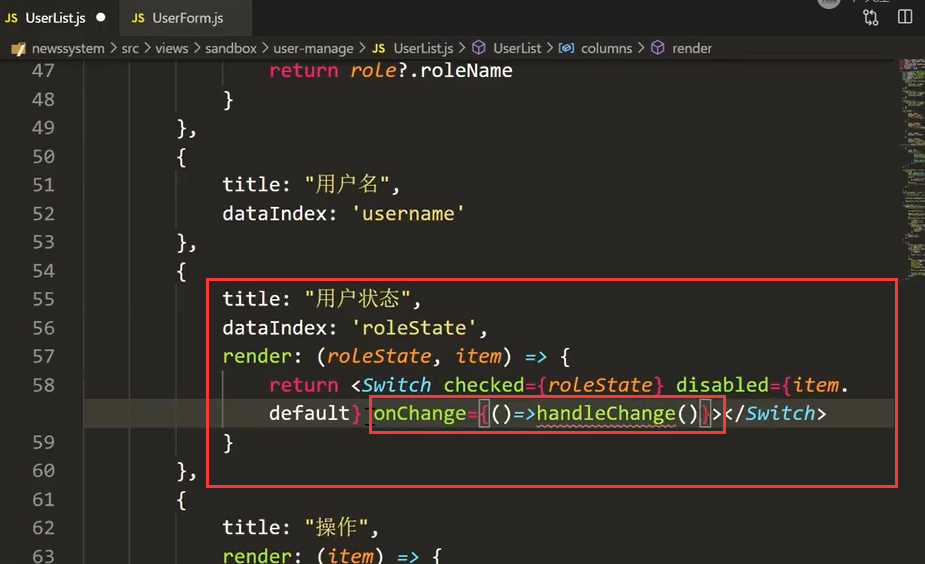 JS UserList.js ● JS UserForm.js
newssystem > src > views > sandbox > user-manage > JS UserList.js > UserList > columns > render
47 return role?.roleName
48 }
49 },
50 {
51 title: "用户名",
52 dataIndex: 'username'
53 },
54 {
55 title: "用户状态",
56 dataIndex: 'roleState',
57 render: (roleState, item) => {
58 return <Switch checked={roleState} disabled={item.
default} onChange={()=>handleChange()}></Switch>
59 }
60 },
61 {
62 title: "操作",
63 render: (item) => {